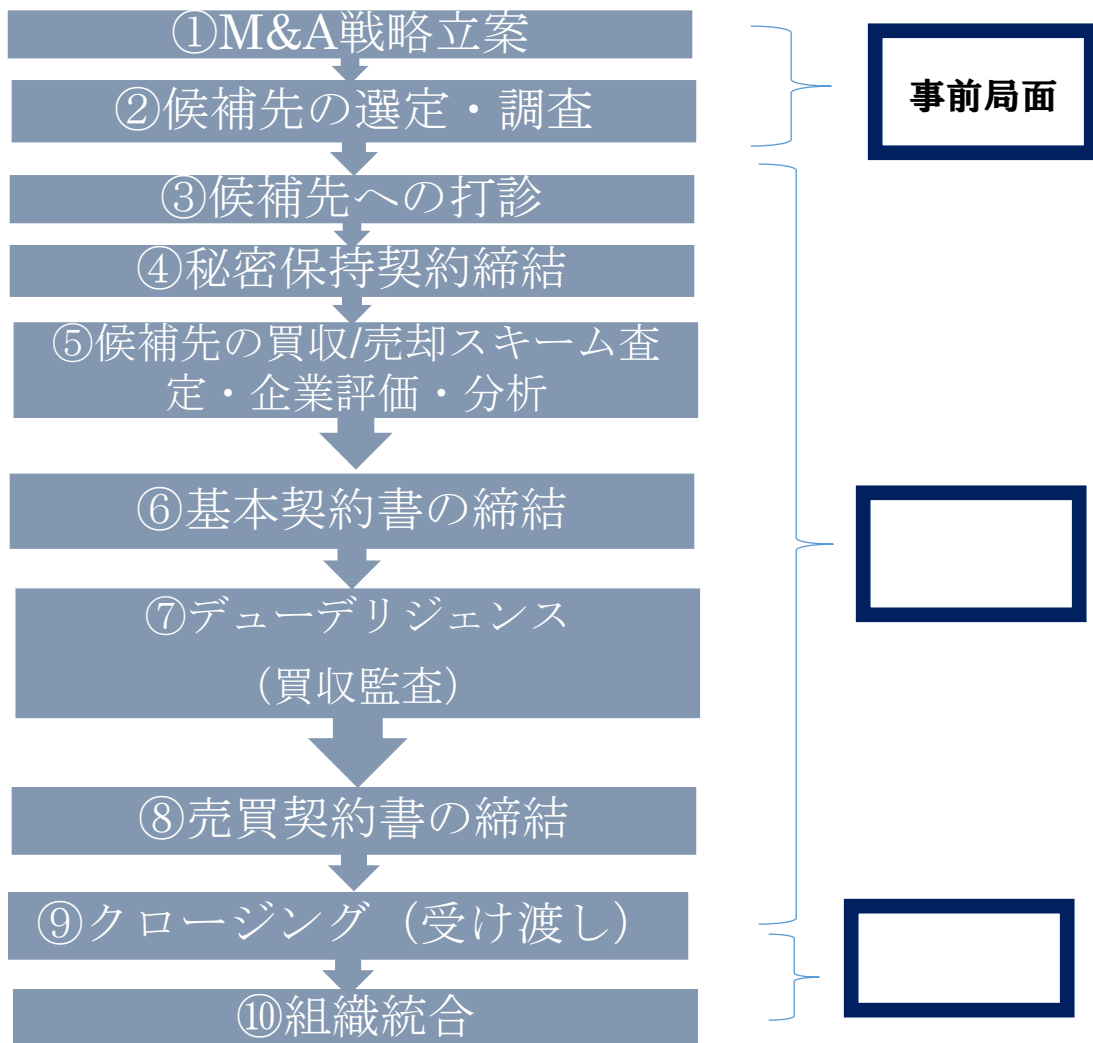 ①M&A戦略立案
②候補先の選定・調査
事前局面
③候補先への打診
④秘密保持契約締結
⑤候補先の買収/売却スキーム査
定・企業評価・分析
⑥基本契約書の締結
⑦デューデリジェンス
（買収監査）
⑧売買契約書の締結
⑨クロージング（受け渡し）
⑩組織統合